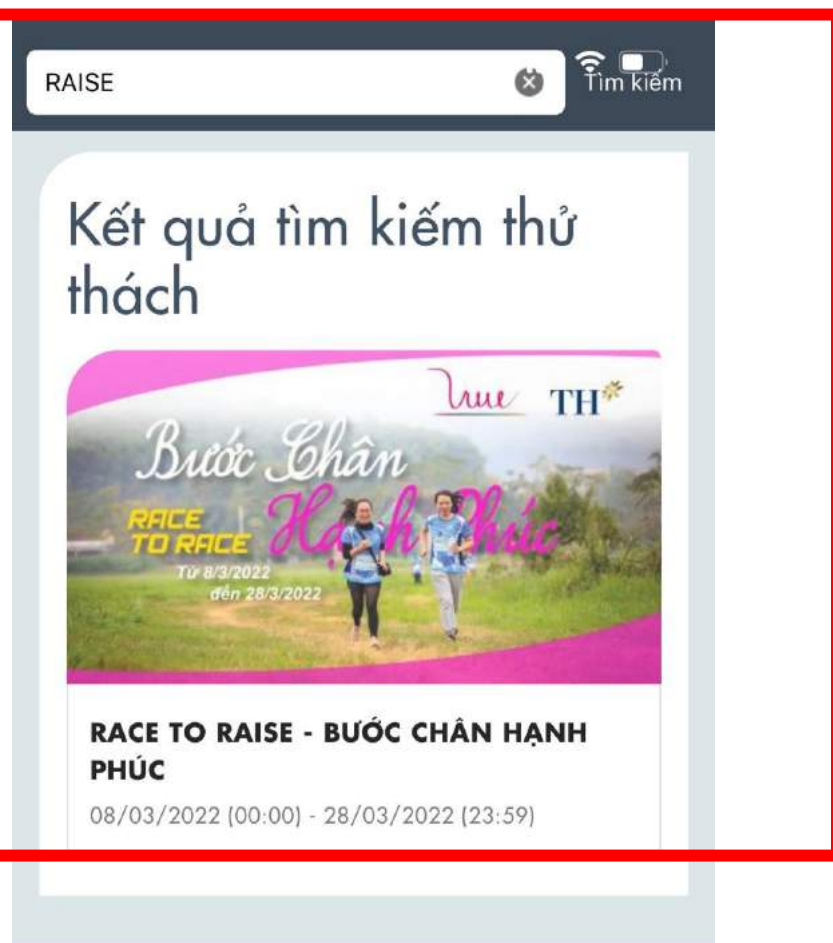 RAISE
Tìm kiếm
Kết quả tìm kiếm thử
thách
True TH
Bước Chân
Hạnh Phúc
RACE
TO RACE
Từ 8/3/2022
đến 28/3/2022
RACE TO RAISE - BƯỚC CHÂN HẠNH
PHÚC
08/03/2022 (00:00) - 28/03/2022 (23:59)